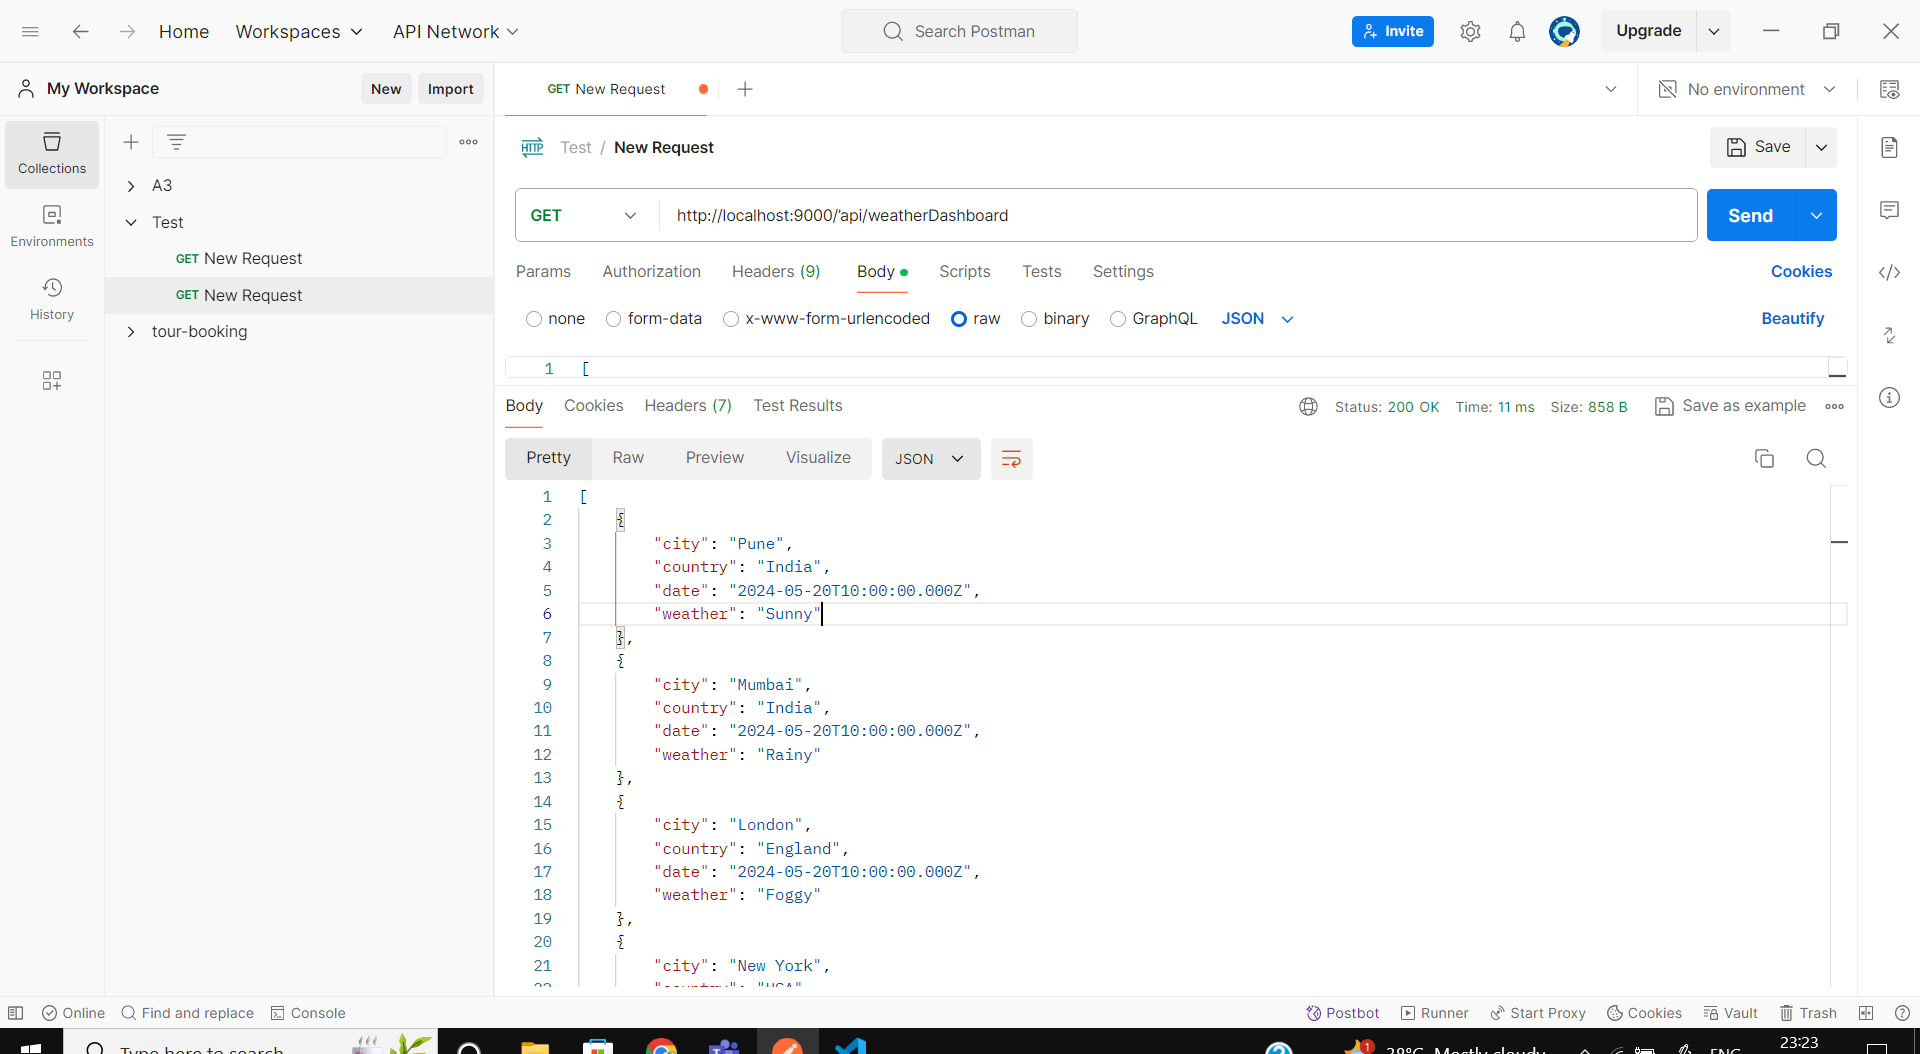 Home Workspaces API Network Search Postman Invite Upgrade
My Workspace New Import GET New Request No environment
Collections
Environments
History
A3
Test
GET New Request
GET New Request
tour-booking
HTTP Test / New Request Save
GET http://localhost:9000/'api/weatherDashboard Send
Params Authorization Headers (9) Body Scripts Tests Settings Cookies
none form-data x-www-form-urlencoded raw binary GraphQL JSON Beautify
1 [
Body Cookies Headers (7) Test Results Status: 200 OK Time: 11 ms Size: 858 B Save as example
Pretty Raw Preview Visualize JSON
1 [
2 {
3 "city": "Pune",
4 "country": "India",
5 "date": "2024-05-20T10:00:00.000Z",
6 "weather": "Sunny"
7 },
8 {
9 "city": "Mumbai",
10 "country": "India",
11 "date": "2024-05-20T10:00:00.000Z",
12 "weather": "Rainy"
13 },
14 {
15 "city": "London",
16 "country": "England",
17 "date": "2024-05-20T10:00:00.000Z",
18 "weather": "Foggy"
19 },
20 {
21 "city": "New York",
22 "country": "USA"
Online Find and replace Console Postbot Runner Start Proxy Cookies Vault Trash
Type here to search 1 28°C Mostly cloudy ENG 23:23